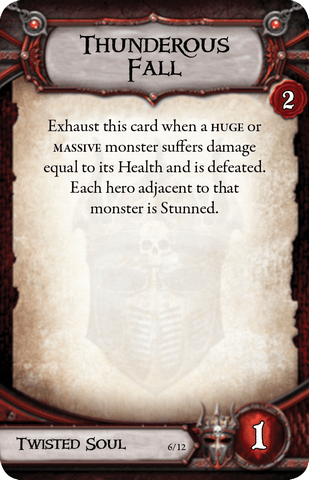 Thunderous
Fall
2
Exhaust this card when a HUGE or
MASSIVE monster suffers damage
equal to its Health and is defeated.
Each hero adjacent to that
monster is Stunned.
Twisted Soul
6/12
1